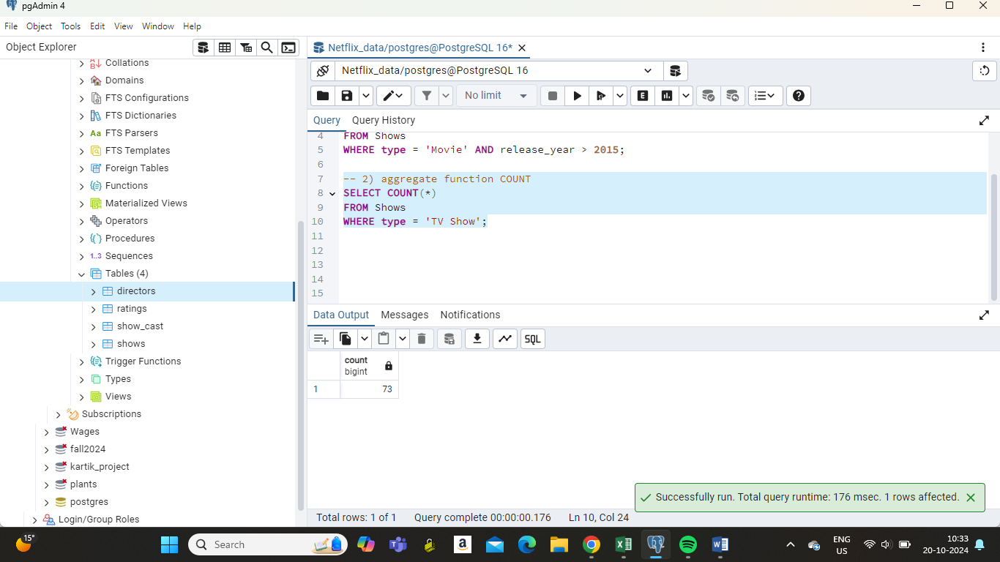 pgAdmin 4
File Object Tools Edit View Window Help
Object Explorer
Collations
Domains
FTS Configurations
FTS Dictionaries
Aa FTS Parsers
FTS Templates
Foreign Tables
Functions
Materialized Views
Operators
Procedures
1..3 Sequences
Tables (4)
directors
ratings
show_cast
shows
Trigger Functions
Types
Views
Subscriptions
Wages
fall2024
kartik_project
plants
postgres
Login/Group Roles
Netflix_data/postgres@PostgreSQL 16*
Netflix_data/postgres@PostgreSQL 16
No limit
E
Query Query History
4 FROM Shows
5 WHERE type = 'Movie' AND release_year > 2015;
6
7 -- 2) aggregate function COUNT
8 SELECT COUNT(*)
9 FROM Shows
10 WHERE type = 'TV Show';
11
12
13
14
15
Data Output Messages Notifications
SQL
count
bigint
1 73
Successfully run. Total query runtime: 176 msec. 1 rows affected.
Total rows: 1 of 1 Query complete 00:00:00.176 Ln 10, Col 24
15°
Search
ENG
US
10:33
20-10-2024